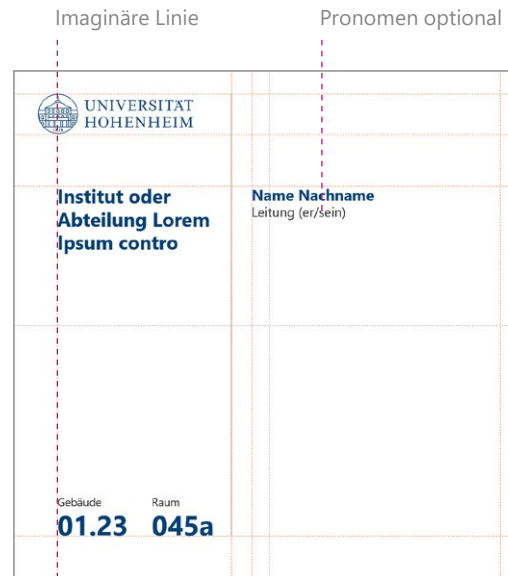 Imaginäre Linie
Pronomen optional
UNIVERSITÄT
HOHENHEIM
Institut oder
Abteilung Lorem
Ipsum contro
Name Nachname
Leitung (er/sein)
Gebäude
Raum
01.23
045a